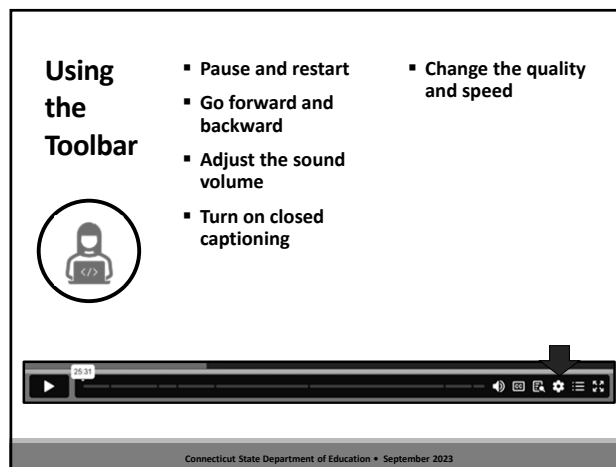 Using
the
Toolbar
▪ Pause and restart
▪ Go forward and
backward
▪ Adjust the sound
volume
▪ Turn on closed
captioning
▪ Change the quality
and speed
</>
25:31
CC
Connecticut State Department of Education • September 2023